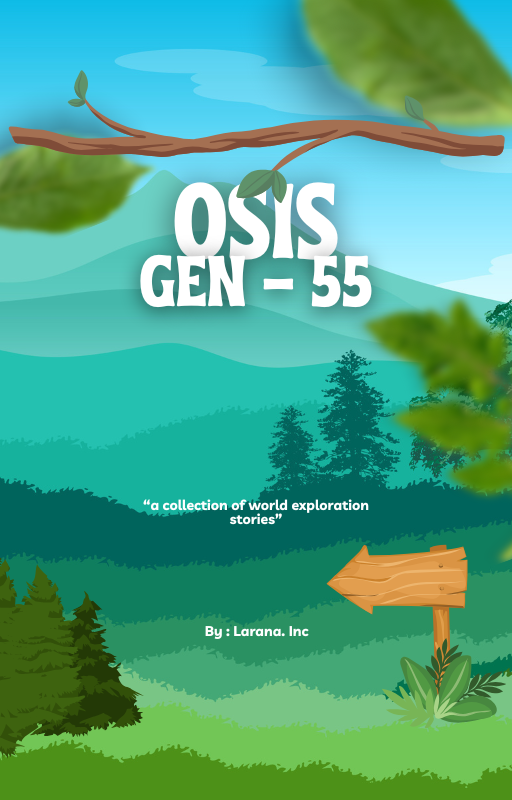 OSIS
GEN – 55
“a collection of world exploration
stories”
By : Larana. Inc